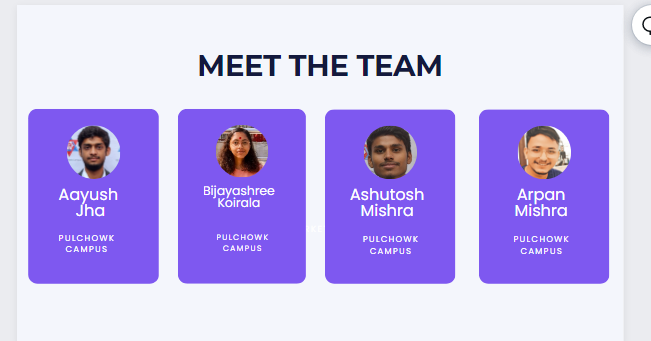 MEET THE TEAM
Aayush
Jha
PULCHOWK
CAMPUS
Bijayashree
Koirala
PULCHOWK
CAMPUS
Ashutosh
Mishra
PULCHOWK
CAMPUS
Arpan
Mishra
PULCHOWK
CAMPUS